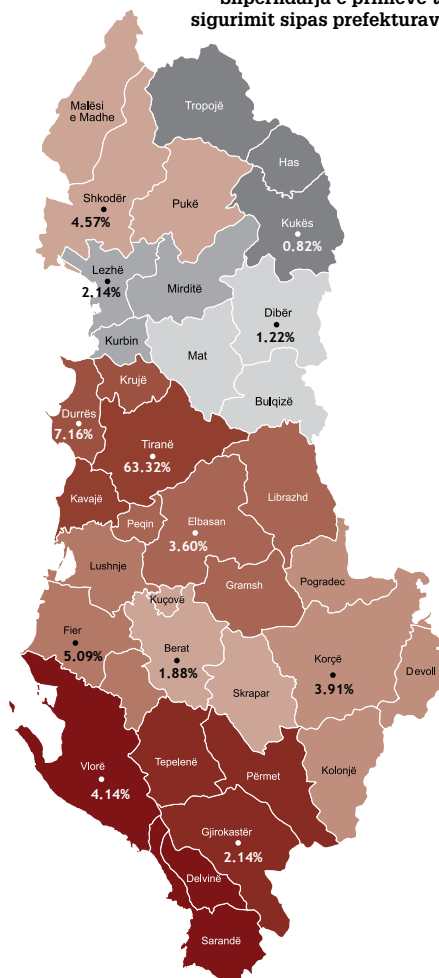 sigurimit sipas prefekturav
Tropojë
Malësi
e Madhe
Has
Shkodër
4.57%
Pukë
Kukës
0.82%
Lezhë
2.14%
Mirditë
Dibër
1.22%
Kurbin
Mat
Krujë
Bulqizë
Durrës
7.16%
Tiranë
63.32%
Kavajë
Librazhd
Peqin
Elbasan
3.60%
Lushnje
Gramsh
Pogradec
Kuçovë
Fier
5.09%
Berat
1.88%
Korçë
3.91%
Devoll
Skrapar
Vlorë
4.14%
Tepelenë
Përmet
Kolonjë
Gjirokastër
2.14%
Delvinë
Sarandë